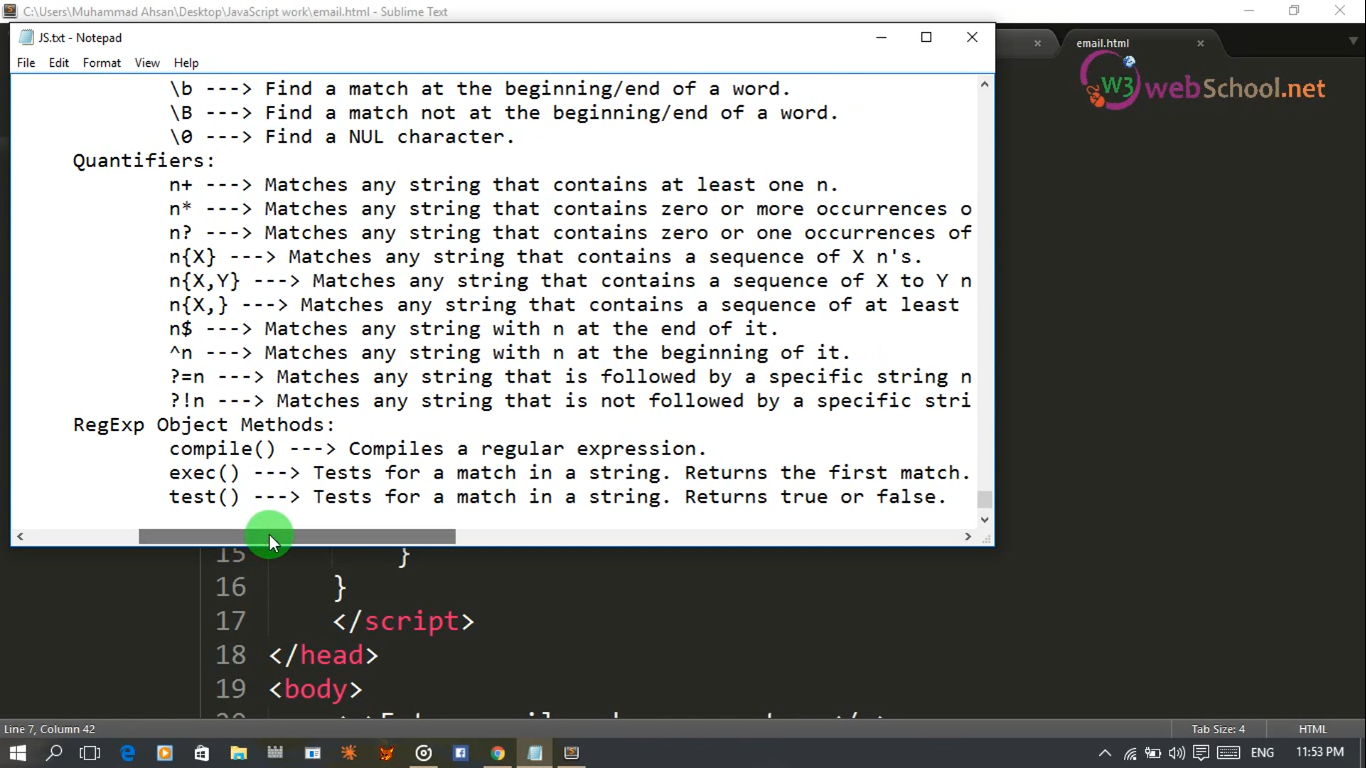 C:\Users\Muhammad Ahsan\Desktop\JavaScript work\email.html - Sublime Text
JS.txt - Notepad
File Edit Format View Help
email.html
W3webSchool.net
\b ---> Find a match at the beginning/end of a word.
\B ---> Find a match not at the beginning/end of a word.
\0 ---> Find a NUL character.
Quantifiers:
n+ ---> Matches any string that contains at least one n.
n* ---> Matches any string that contains zero or more occurrences o
n? ---> Matches any string that contains zero or one occurrences of
n{X} ---> Matches any string that contains a sequence of X n's.
n{X,Y} ---> Matches any string that contains a sequence of X to Y n
n{X,} ---> Matches any string that contains a sequence of at least
n$ ---> Matches any string with n at the end of it.
^n ---> Matches any string with n at the beginning of it.
?=n ---> Matches any string that is followed by a specific string n
?!n ---> Matches any string that is not followed by a specific stri
RegExp Object Methods:
compile() ---> Compiles a regular expression.
exec() ---> Tests for a match in a string. Returns the first match.
test() ---> Tests for a match in a string. Returns true or false.
15 }
16 }
17 </script>
18 </head>
19 <body>
Line 7, Column 42 Tab Size: 4 HTML
ENG 11:53 PM